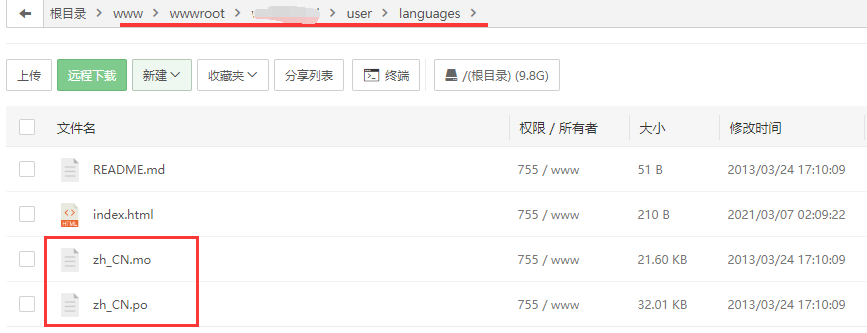 根目录 > www > wwwroot > > user > languages >
上传 远程下载 新建 收藏夹 分享列表 终端 /(根目录) (9.8G)
文件名 权限 / 所有者 大小 修改时间
README.md 755 / www 51 B 2013/03/24 17:10:09
index.html 755 / www 210 B 2021/03/07 02:09:22
zh_CN.mo 755 / www 21.60 KB 2013/03/24 17:10:09
zh_CN.po 755 / www 32.01 KB 2013/03/24 17:10:09